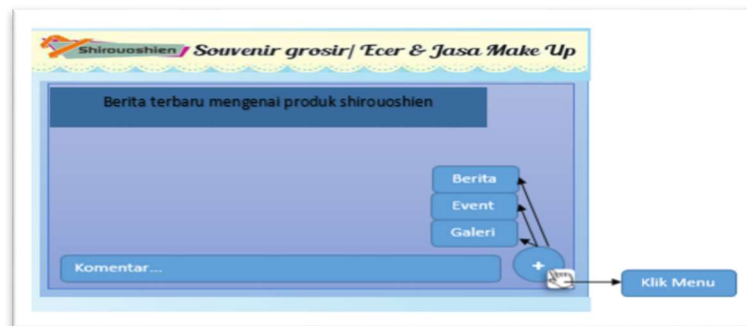 Shirouoshien Souvenir grosir/ Ecer & Jasa Make Up
Berita terbaru mengenai produk shirouoshien
Berita
Event
Galeri
Komentar...
+
Klik Menu